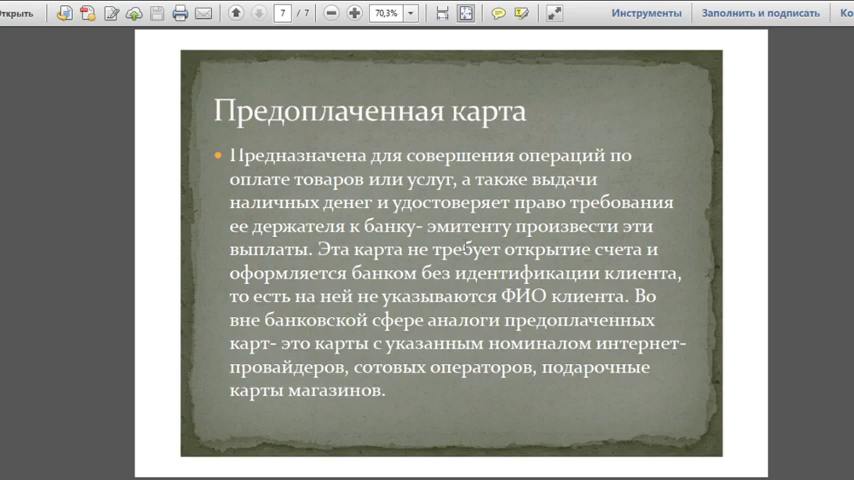 Открыть
7 / 7
70,3%
Инструменты
Заполнить и подписать
Предоплаченная карта
Предназначена для совершения операций по
оплате товаров или услуг, а также выдачи
наличных денег и удостоверяет право требования
ее держателя к банку- эмитенту произвести эти
выплаты. Эта карта не требует открытие счета и
оформляется банком без идентификации клиента,
то есть на ней не указываются ФИО клиента. Во
вне банковской сфере аналоги предоплаченных
карт- это карты с указанным номиналом интернет-
провайдеров, сотовых операторов, подарочные
карты магазинов.